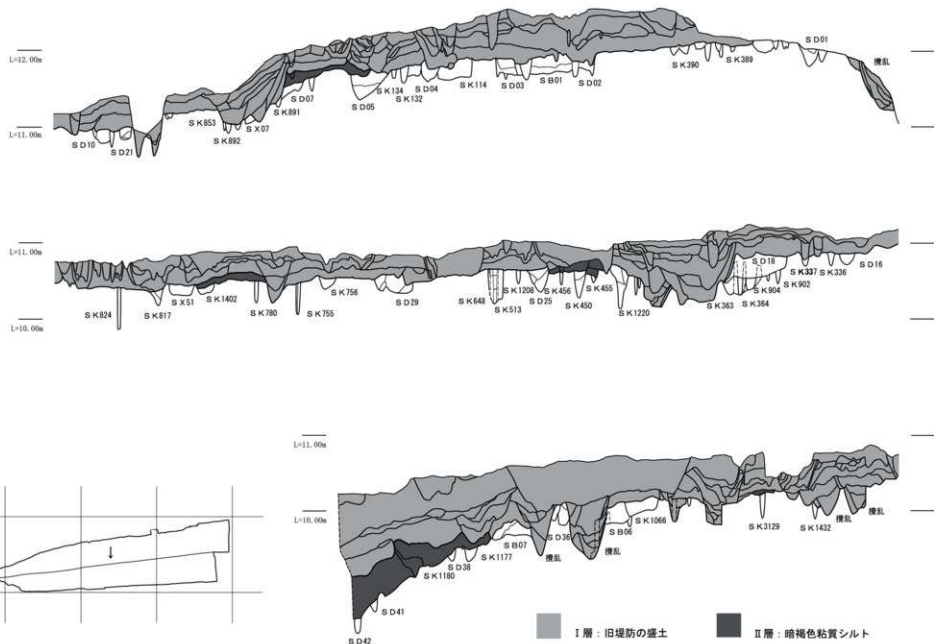 L=12.00m
L=11.00m
SD10
SD21
SK853
SK892
SX07
SK891
SD07
SD05
SK134
SK132
SD04
SK114
SD03
SB01
SD02
SK390
SK389
SD01
攪乱
L=11.00m
L=10.00m
SK824
SK817
SX51
SK1402
SK780
SK755
SK756
SD29
SK648
SK513
SK1208
SD25
SK456
SK450
SK455
SK1220
SK363
SK364
SD18
SK904
SK902
SK337
SK336
SD16
L=11.00m
L=10.00m
SD42
SD41
SK1180
SD38
SK1177
SB07
攪乱
SD36
攪乱
SB06
SK1066
SK3129
SK1432
攪乱
攪乱
Ⅰ層:旧堤防の盛土
Ⅱ層:暗褐色粘質シルト